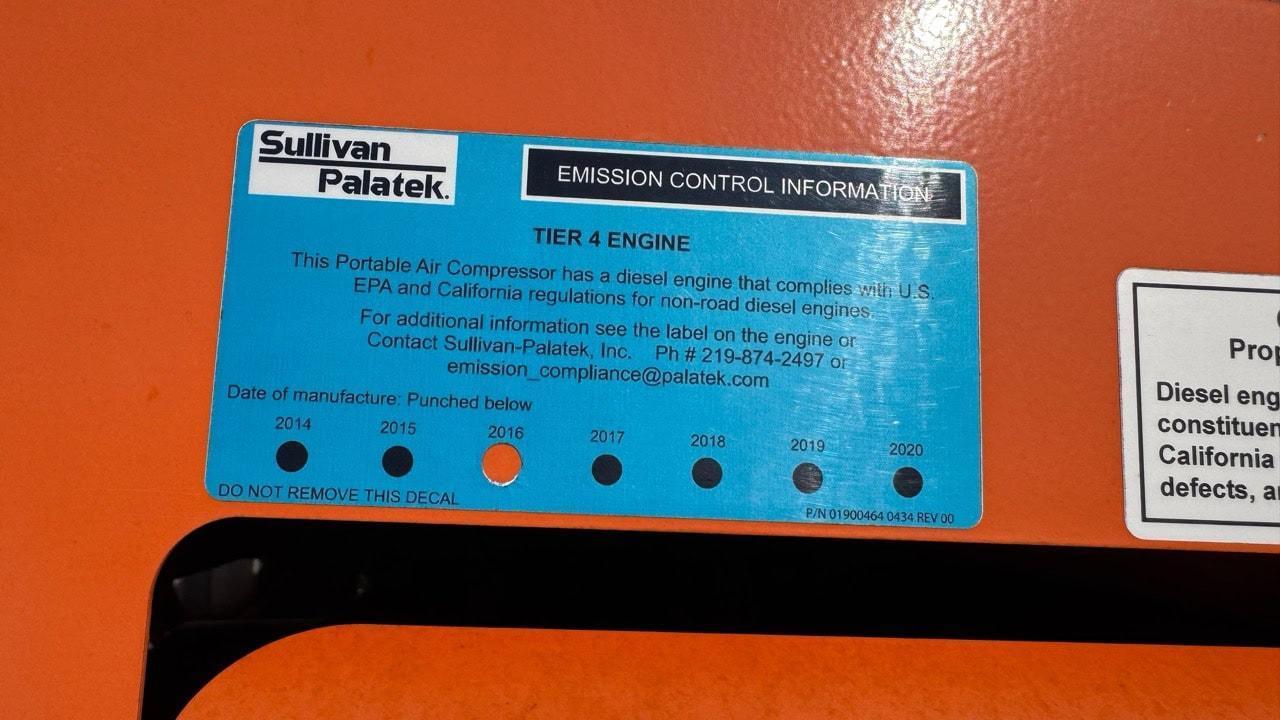 Sullivan
Palatek.
EMISSION CONTROL INFORMATION
TIER 4 ENGINE
This Portable Air Compressor has a diesel engine that complies with U.S.
EPA and California regulations for non-road diesel engines.
For additional information see the label on the engine or
Contact Sullivan-Palatek, Inc. Ph # 219-874-2497 or
emission_compliance@palatek.com
Date of manufacture: Punched below
2014 2015 2016 2017 2018 2019 2020
DO NOT REMOVE THIS DECAL
P/N 01900464 0434 REV 00
Diesel
California
defects,